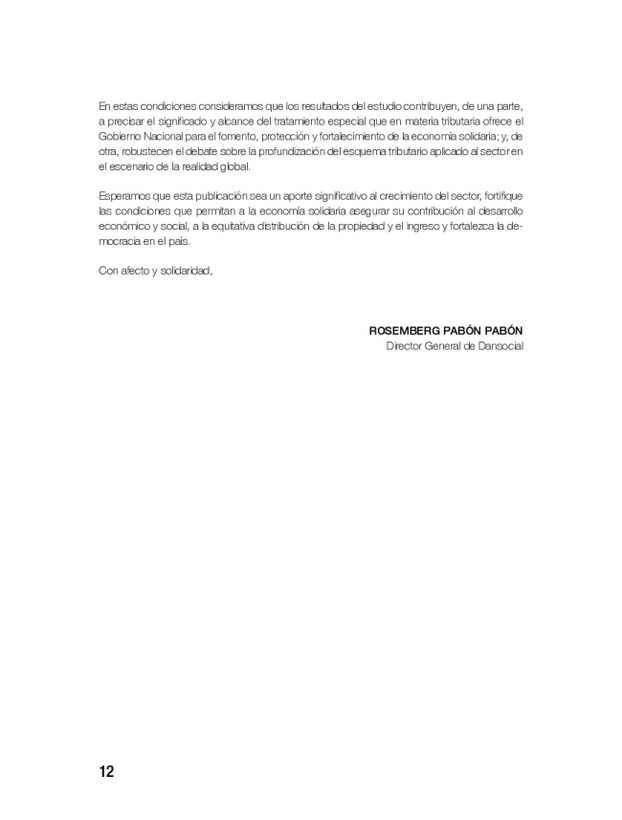 En estas condiciones consideramos que los resultados del estudio contribuyen, de una parte,
a precisar el significado y alcance del tratamiento especial que en materia tributaria ofrece el
Gobierno Nacional para el fomento, protección y fortalecimiento de la economía solidaria; y, de
otra, robustecen el debate sobre la profundización del esquema tributario aplicado al sector en
el escenario de la realidad global.
Esperamos que esta publicación sea un aporte significativo al crecimiento del sector, fortifique
las condiciones que permitan a la economía solidaria asegurar su contribución al desarrollo
económico y social, a la equitativa distribución de la propiedad y el ingreso y fortalezca la de-
mocracia en el país.
Con afecto y solidaridad,
ROSEMBERG PABÓN PABÓN
Director General de Dansocial
12